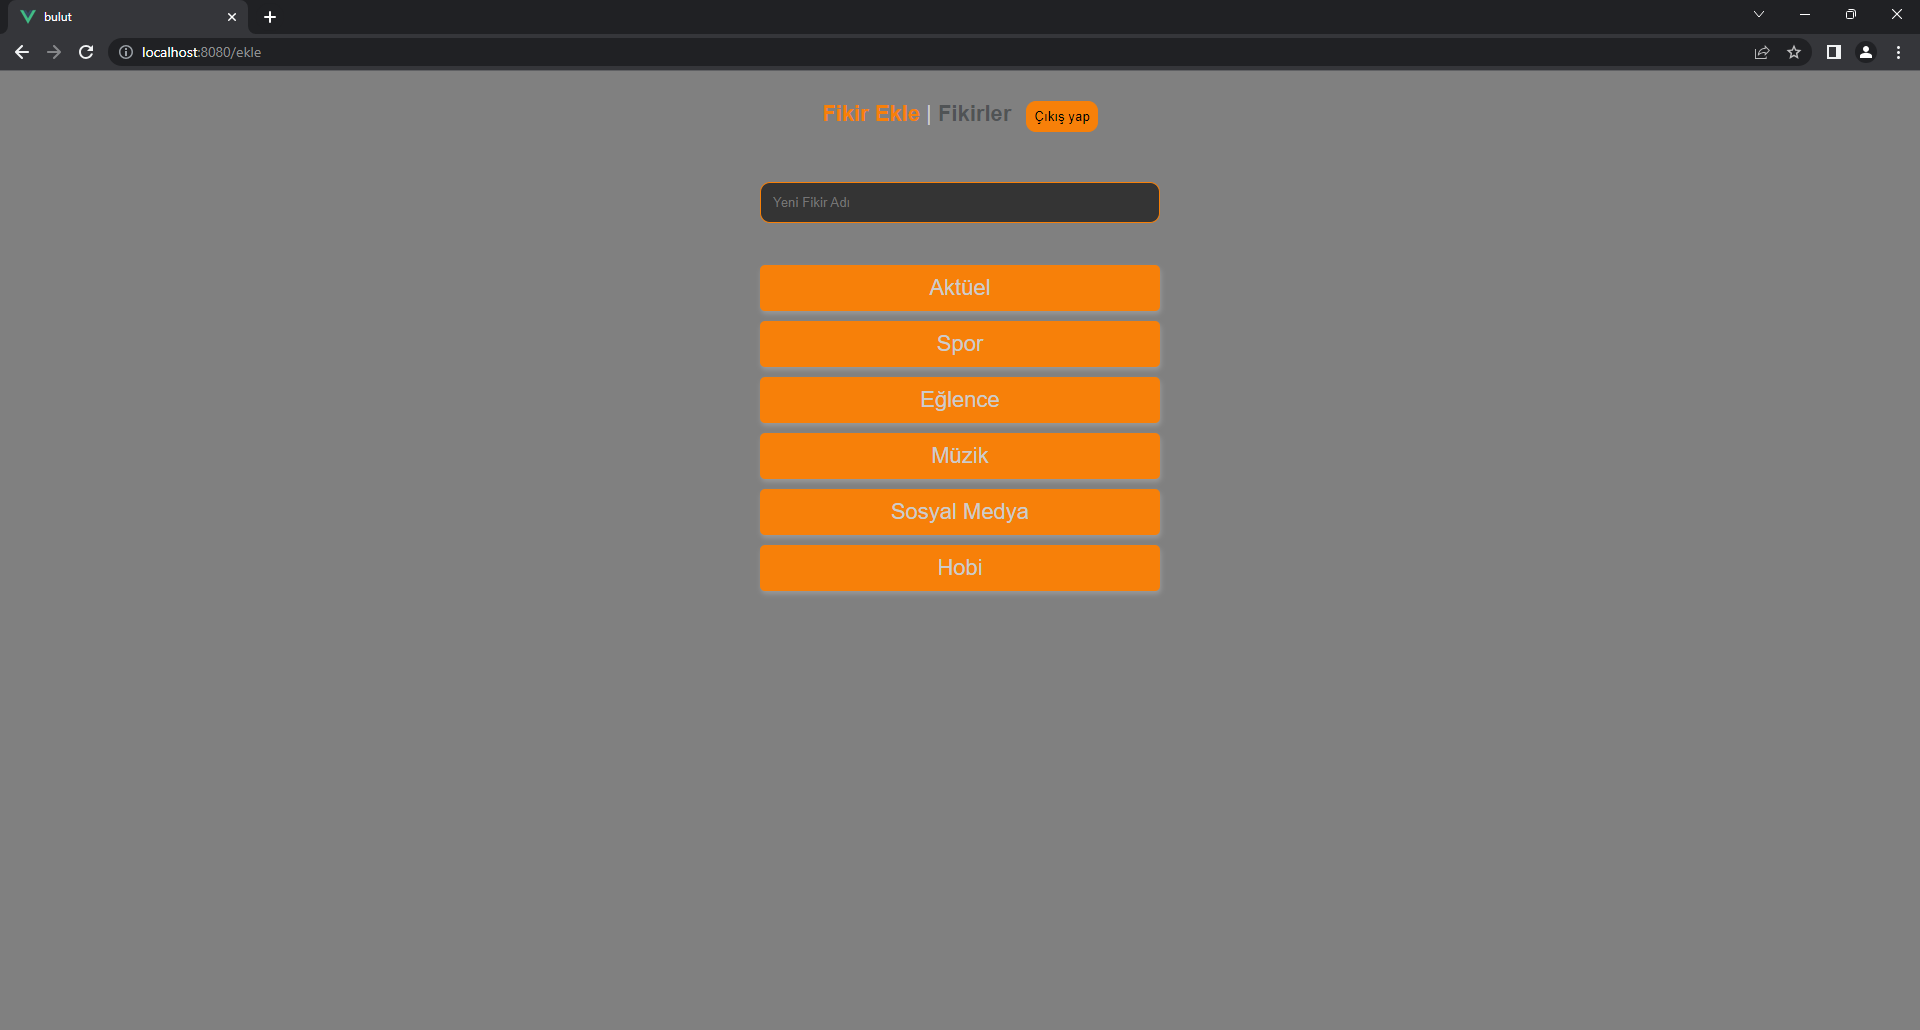 bulut
localhost:8080/ekle
Fikir Ekle | Fikirler Çıkış yap
Yeni Fikir Adı
Aktüel
Spor
Eğlence
Müzik
Sosyal Medya
Hobi